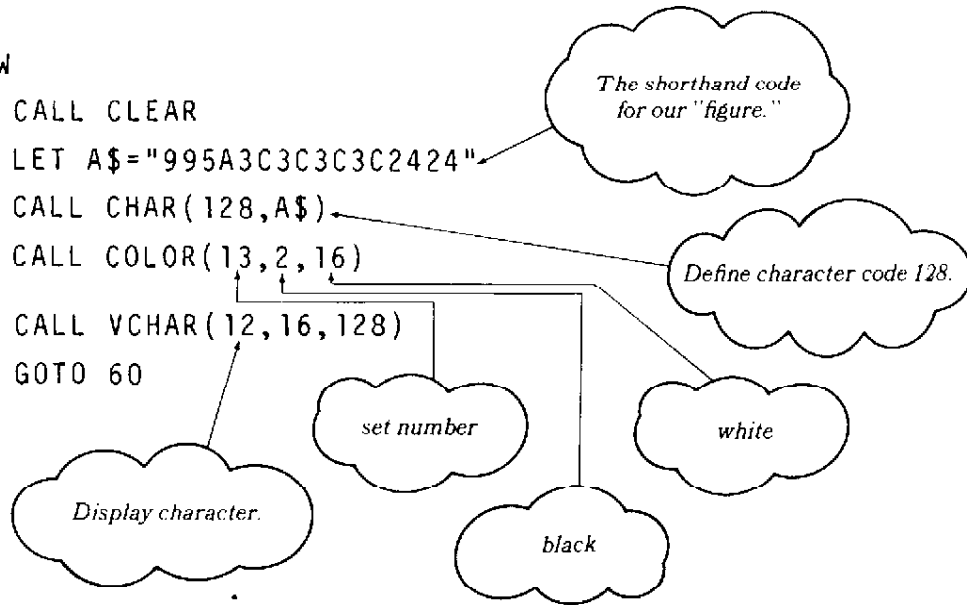 W
CALL CLEAR
LET A$="995A3C3C3C3C2424"
CALL CHAR(128,A$)
CALL COLOR(13,2,16)
CALL VCHAR(12,16,128)
GOTO 60
The shorthand code
for our "figure."
Define character code 128.
set number
white
Display character.
black